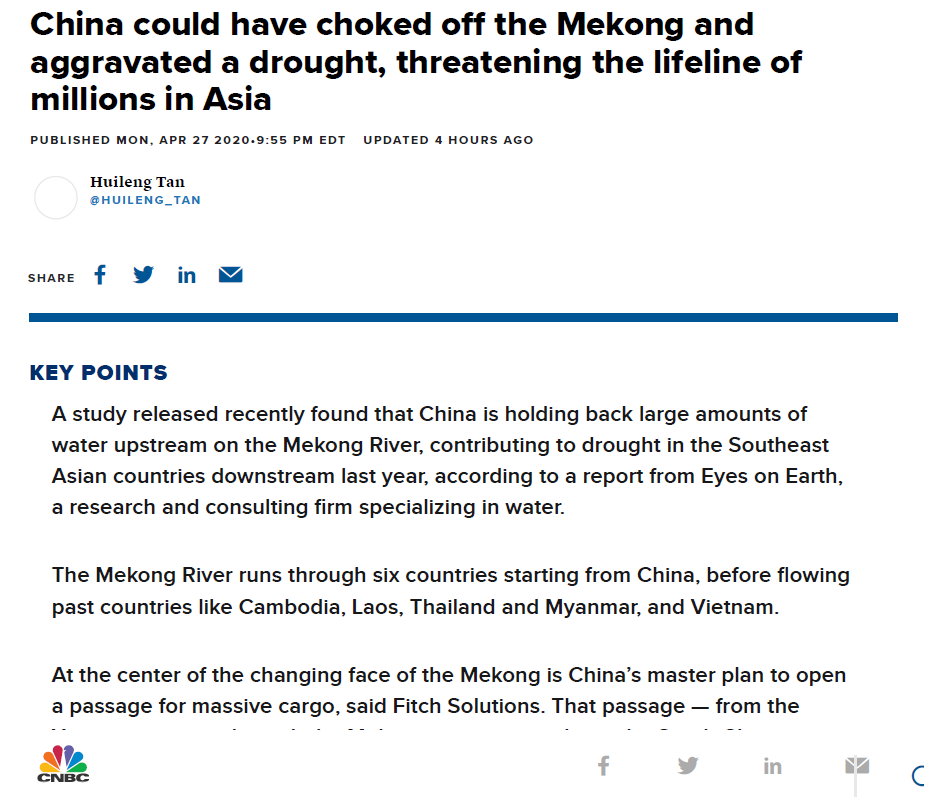 China could have choked off the Mekong and
aggravated a drought, threatening the lifeline of
millions in Asia
PUBLISHED MON, APR 27 2020•9:55 PM EDT UPDATED 4 HOURS AGO
Huileng Tan
@HUILENG_TAN
SHARE
KEY POINTS
A study released recently found that China is holding back large amounts of
water upstream on the Mekong River, contributing to drought in the Southeast
Asian countries downstream last year, according to a report from Eyes on Earth,
a research and consulting firm specializing in water.
The Mekong River runs through six countries starting from China, before flowing
past countries like Cambodia, Laos, Thailand and Myanmar, and Vietnam.
At the center of the changing face of the Mekong is China’s master plan to open
a passage for massive cargo, said Fitch Solutions. That passage — from the
CNBC